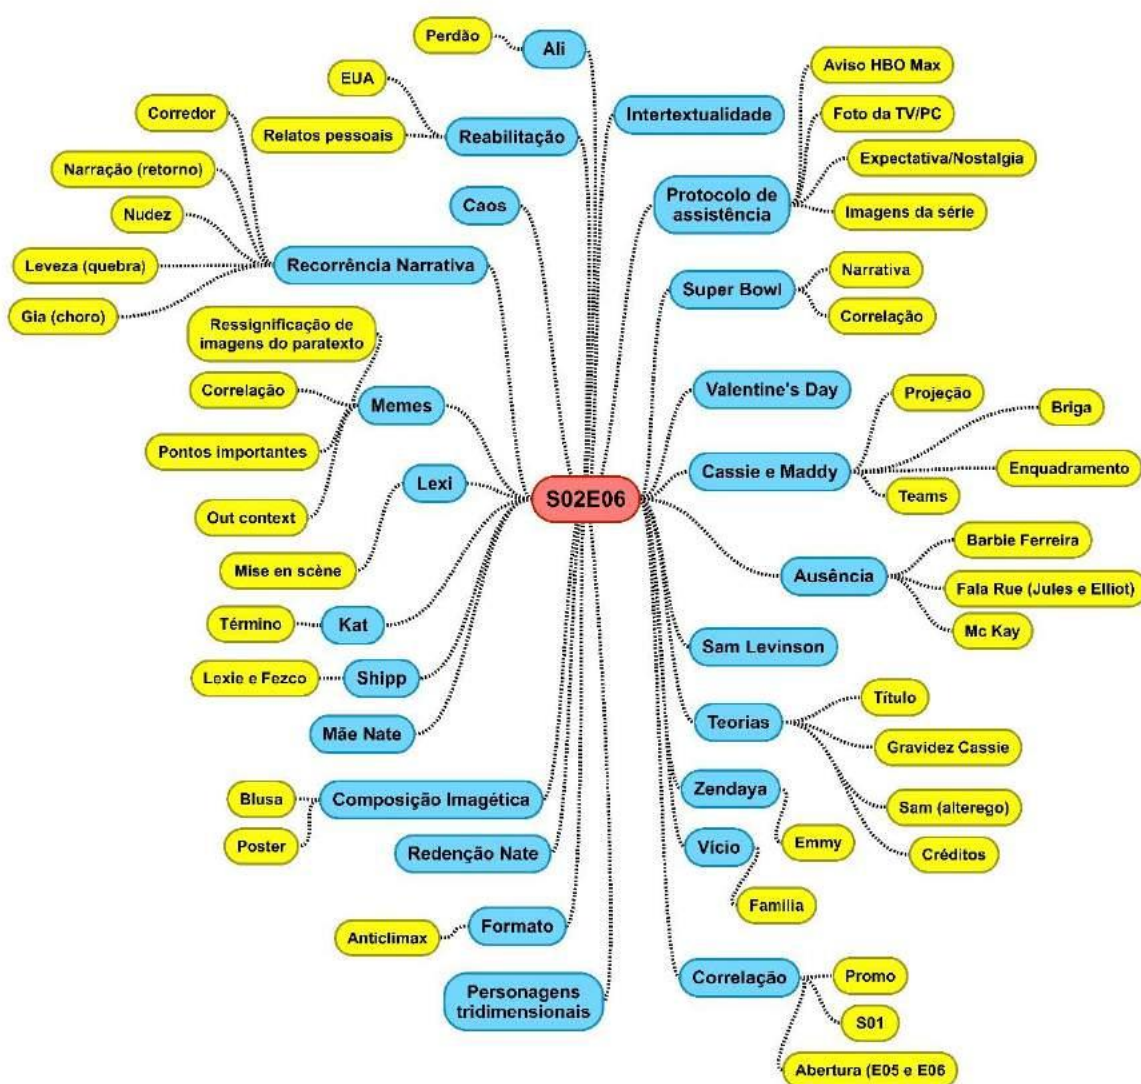 Perdão
Ali
EUA
Relatos pessoais
Reabilitação
Caos
Corredor
Narração (retorno)
Nudez
Leveza (quebra)
Gia (choro)
Recorrência Narrativa
Ressignificação de
imagens do paratexto
Correlação
Pontos importantes
Out context
Memes
Lexi
Mise en scène
Término
Kat
Lexie e Fezco
Shipp
Mãe Nate
Blusa
Poster
Composição Imagética
Redenção Nate
Anticlimax
Formato
Personagens
tridimensionais
S02E06
Intertextualidade
Aviso HBO Max
Foto da TV/PC
Expectativa/Nostalgia
Imagens da série
Protocolo de
assistência
Super Bowl
Narrativa
Correlação
Valentine's Day
Cassie e Maddy
Projeção
Briga
Enquadramento
Teams
Ausência
Barbie Ferreira
Fala Rue (Jules e Elliot)
Mc Kay
Sam Levinson
Teorias
Título
Gravidez Cassie
Sam (alterego)
Créditos
Zendaya
Emmy
Vício
Família
Correlação
Promo
S01
Abertura (E05 e E06